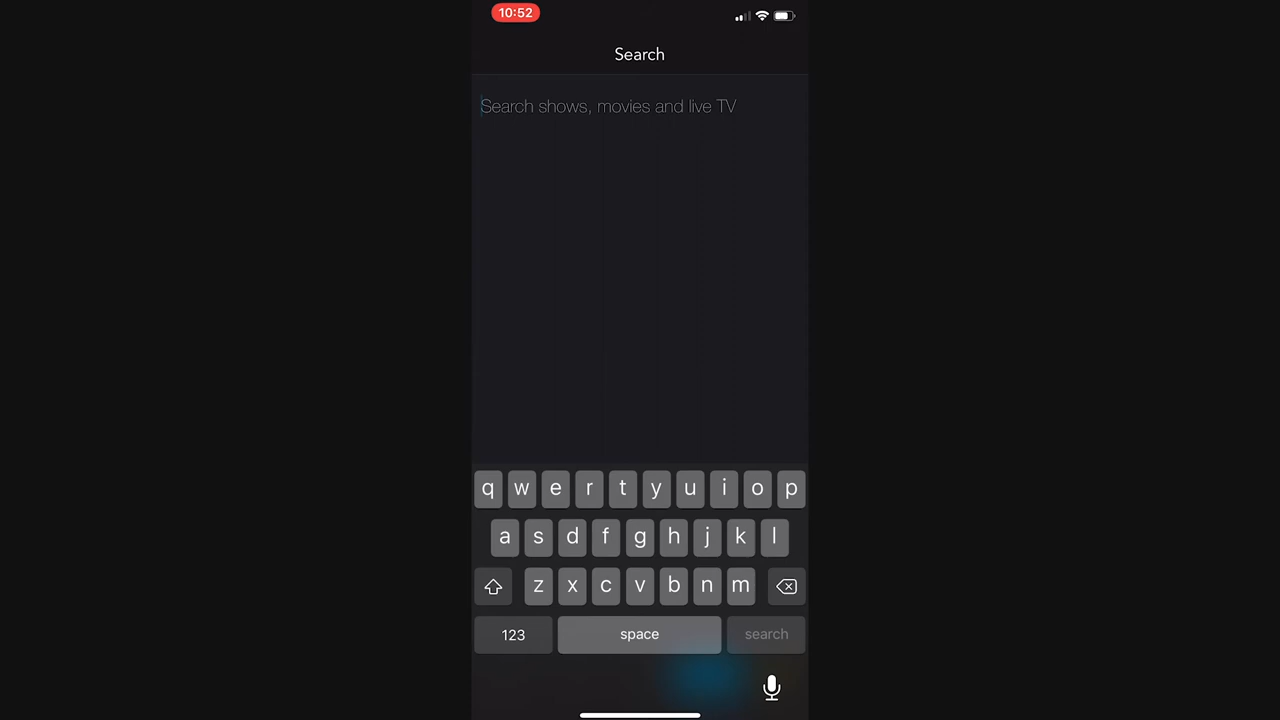 10:52
Search
Search shows, movies and live TV
q w e r t y u i o p
a s d f g h j k l
z x c v b n m
123 space search